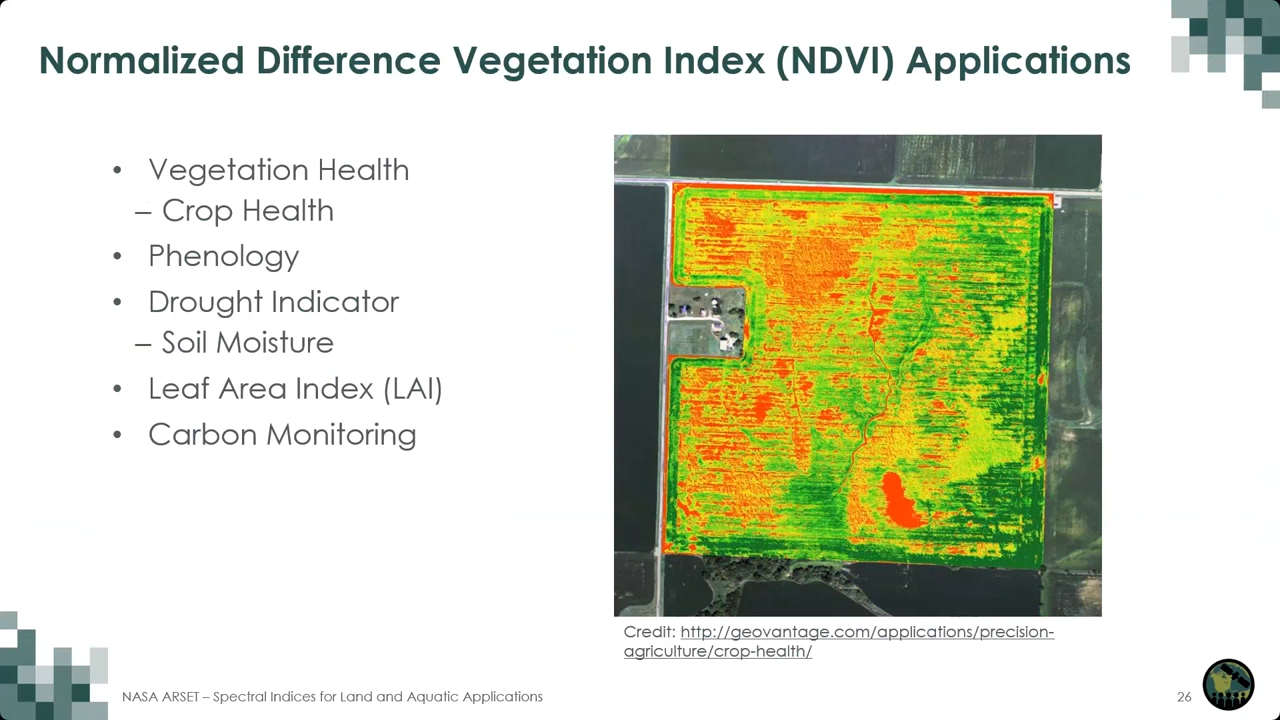 Normalized Difference Vegetation Index (NDVI) Applications
• Vegetation Health
– Crop Health
• Phenology
• Drought Indicator
– Soil Moisture
• Leaf Area Index (LAI)
• Carbon Monitoring
Credit: http://geovantage.com/applications/precision-
agriculture/crop-health/
NASA ARSET – Spectral Indices for Land and Aquatic Applications
26